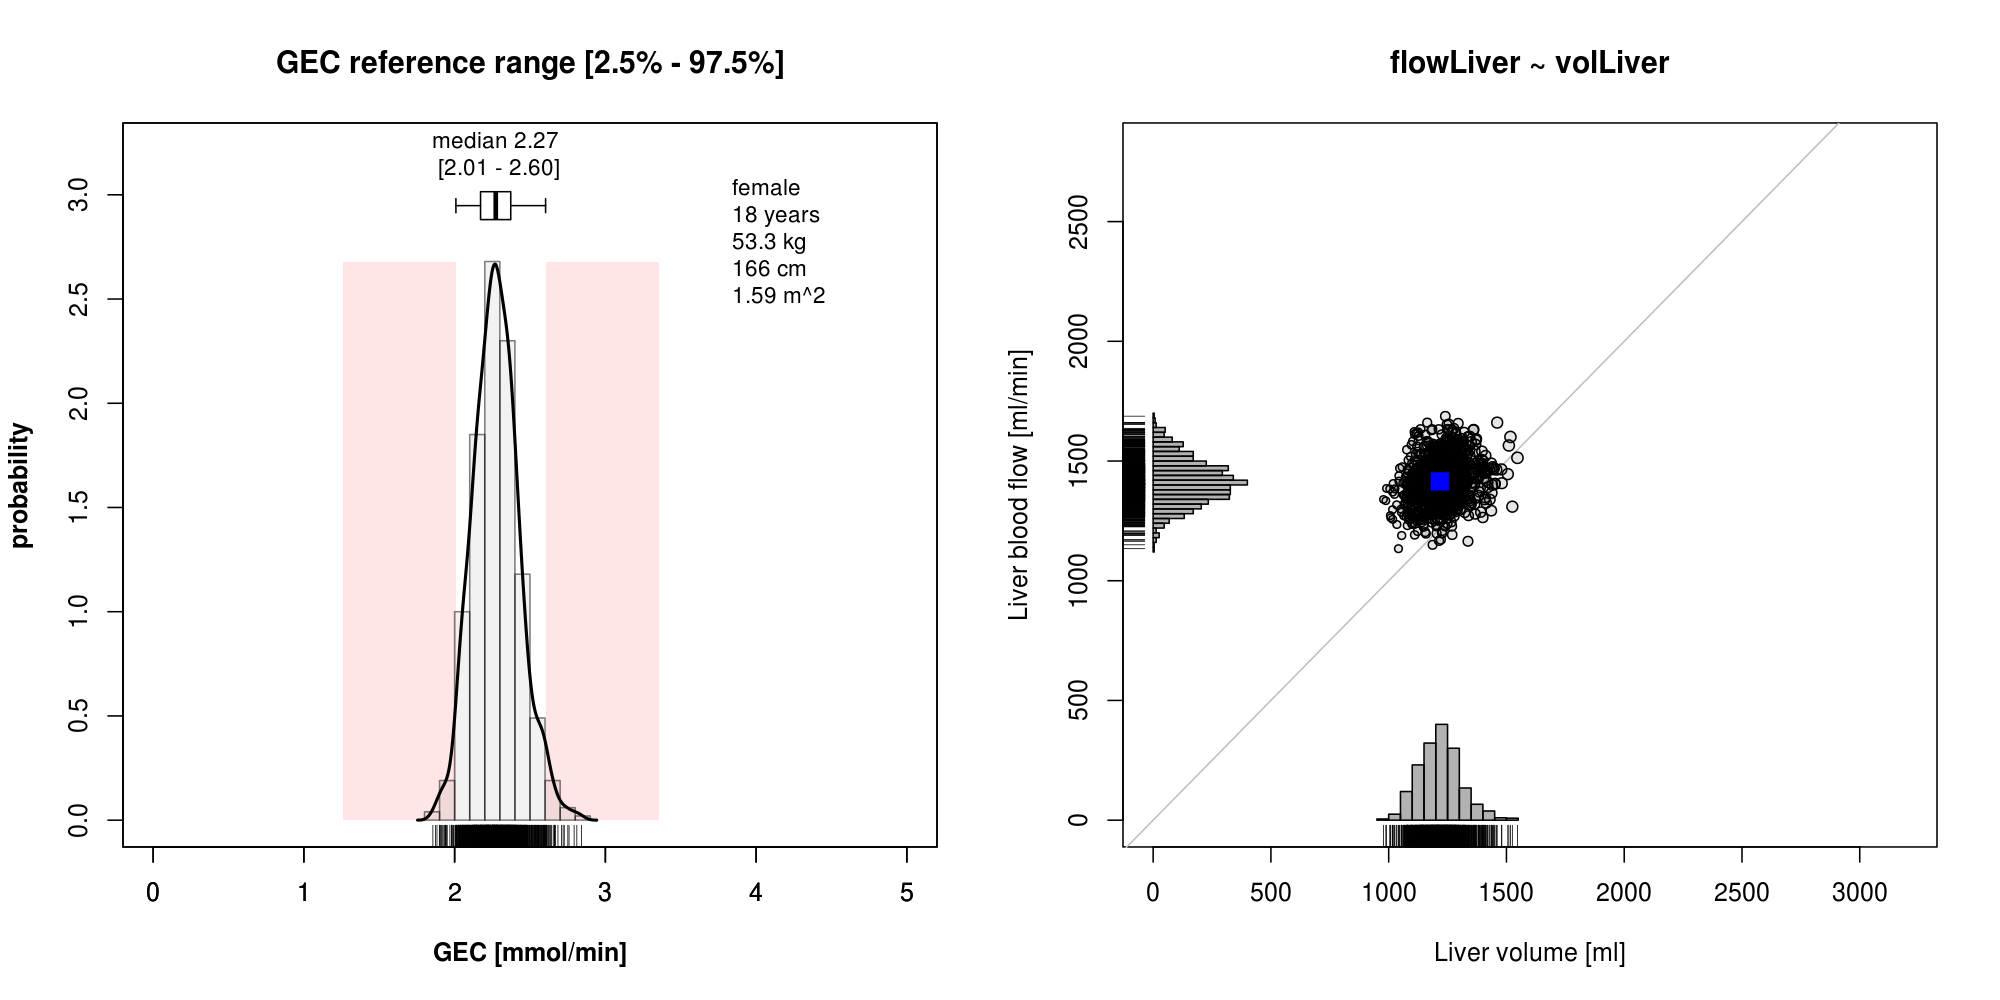 GEC reference range [2.5% - 97.5%]
median 2.27
[2.01 - 2.60]
female
18 years
53.3 kg
166 cm
1.59 m^2
probability
3.0
2.5
2.0
1.5
1.0
0.5
0.0
0 1 2 3 4 5
GEC [mmol/min]
flowLiver ~ volLiver
Liver blood flow [ml/min]
2500
2000
1500
1000
500
0
0 500 1000 1500 2000 2500 3000
Liver volume [ml]